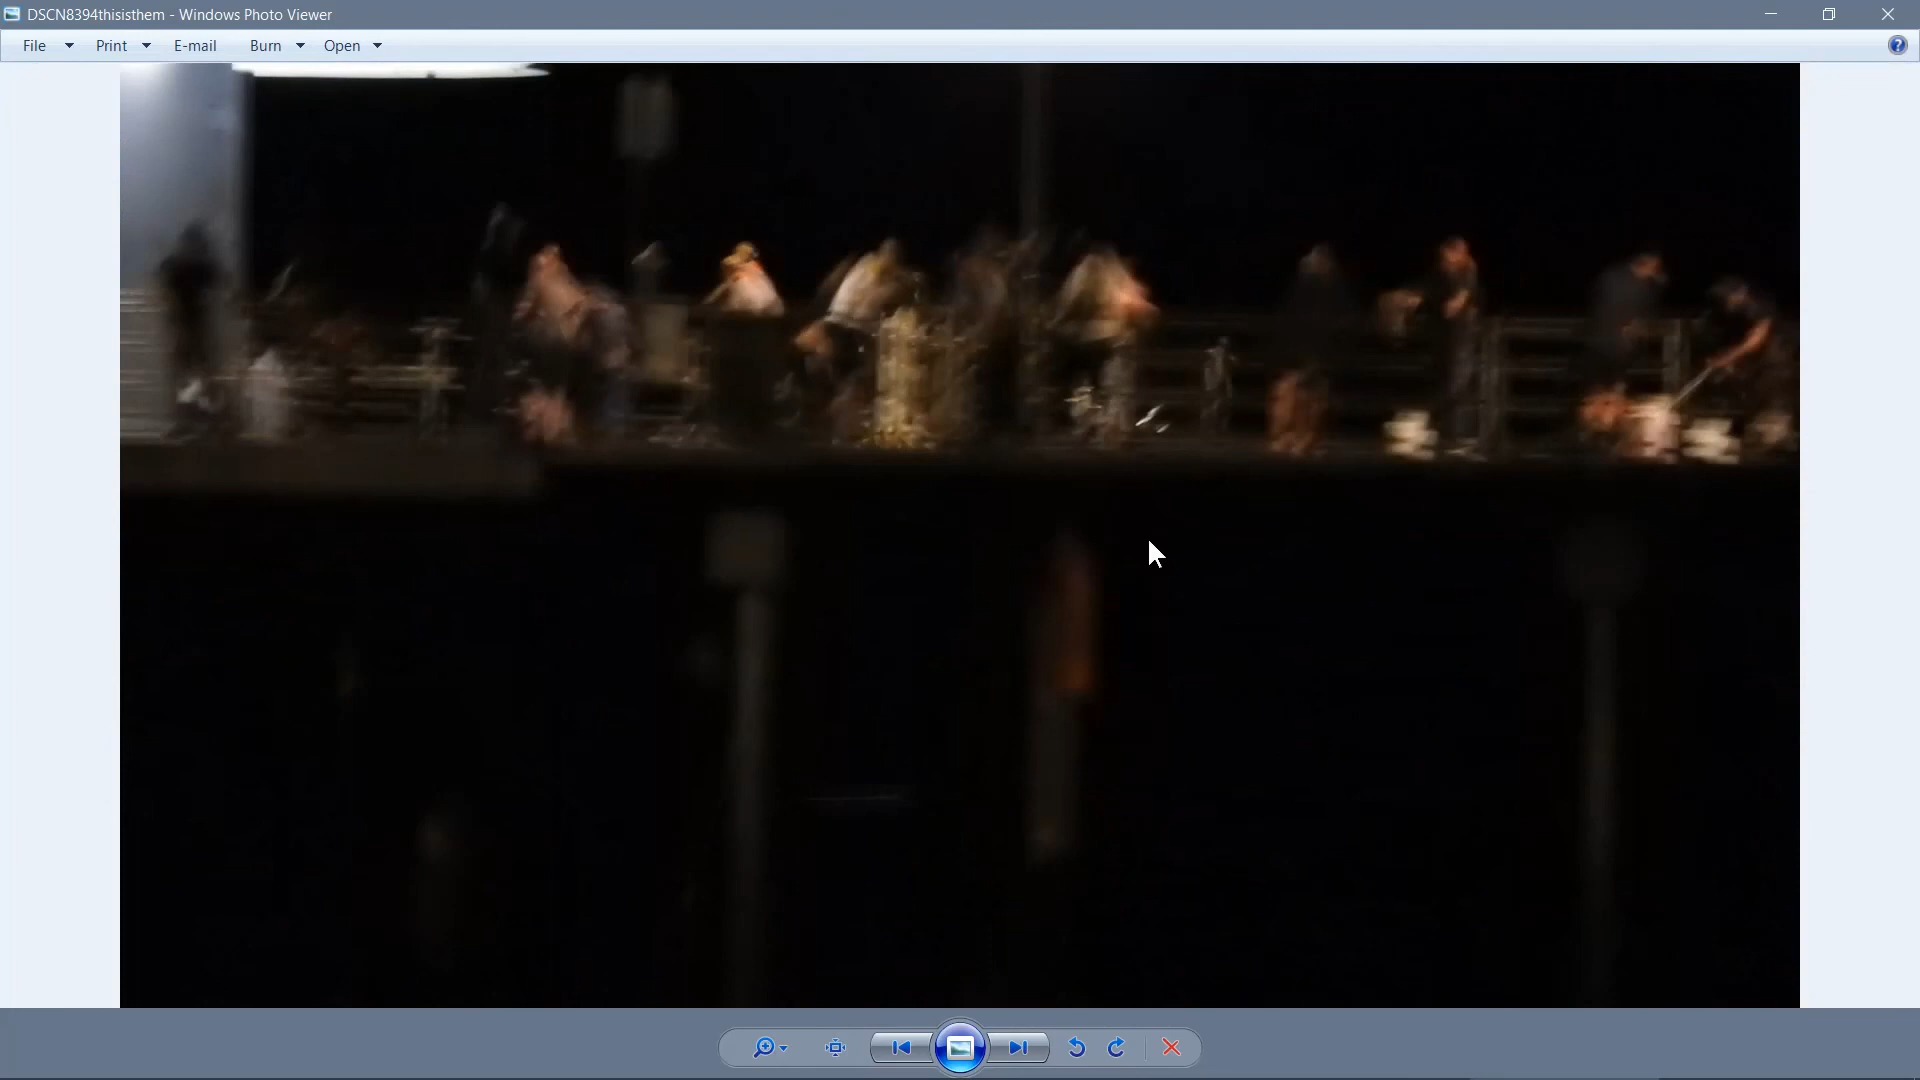 DSCN8394thisisthem - Windows Photo Viewer
File Print E-mail Burn Open